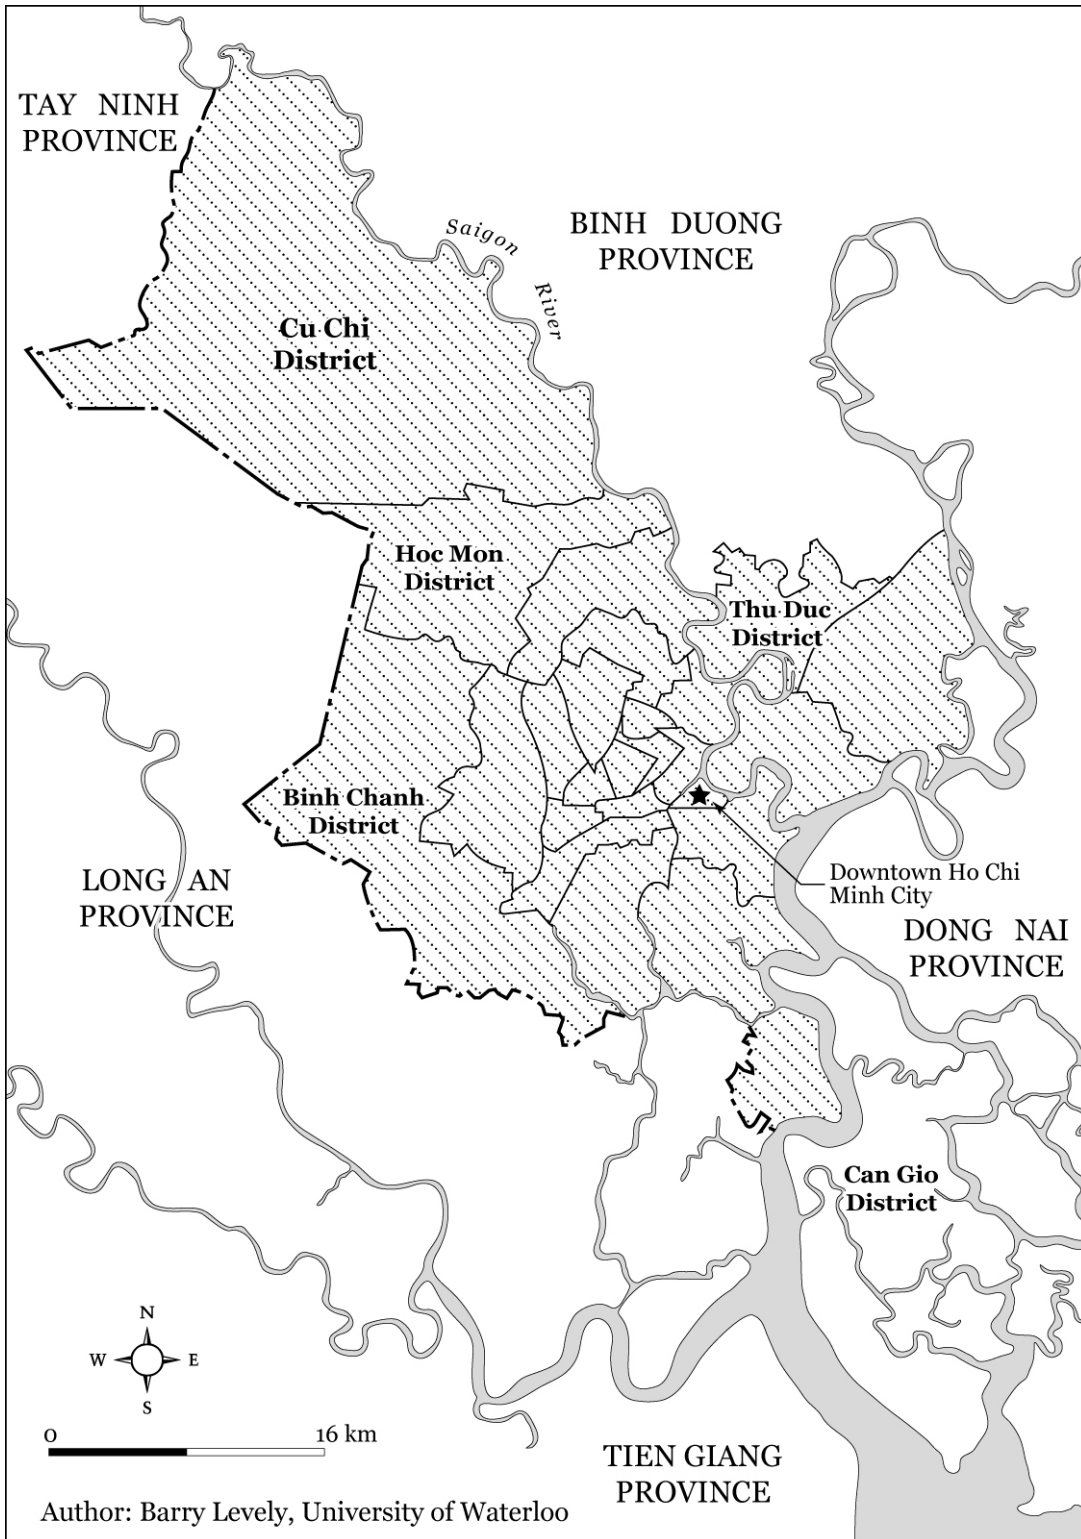 TAY NINH
PROVINCE
Saigon
River
BINH DUONG
PROVINCE
Cu Chi
District
Hoc Mon
District
Thu Duc
District
Binh Chanh
District
LONG AN
PROVINCE
Downtown Ho Chi
Minh City
DONG NAI
PROVINCE
Can Gio
District
N
W E
S
0 16 km
TIEN GIANG
PROVINCE
Author: Barry Levely, University of Waterloo